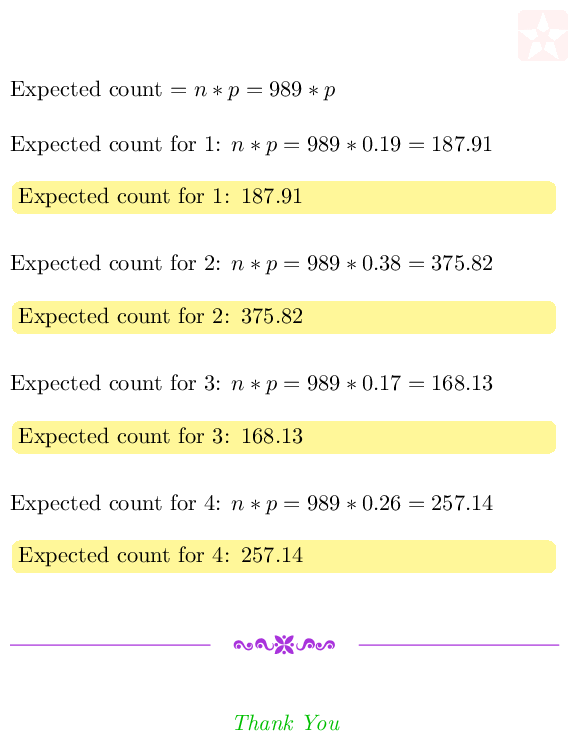 Expected count = n * p = 989 * p
Expected count for 1: n * p = 989 * 0.19 = 187.91
Expected count for 1: 187.91
Expected count for 2: n * p = 989 * 0.38 = 375.82
Expected count for 2: 375.82
Expected count for 3: n * p = 989 * 0.17 = 168.13
Expected count for 3: 168.13
Expected count for 4: n * p = 989 * 0.26 = 257.14
Expected count for 4: 257.14
Thank You